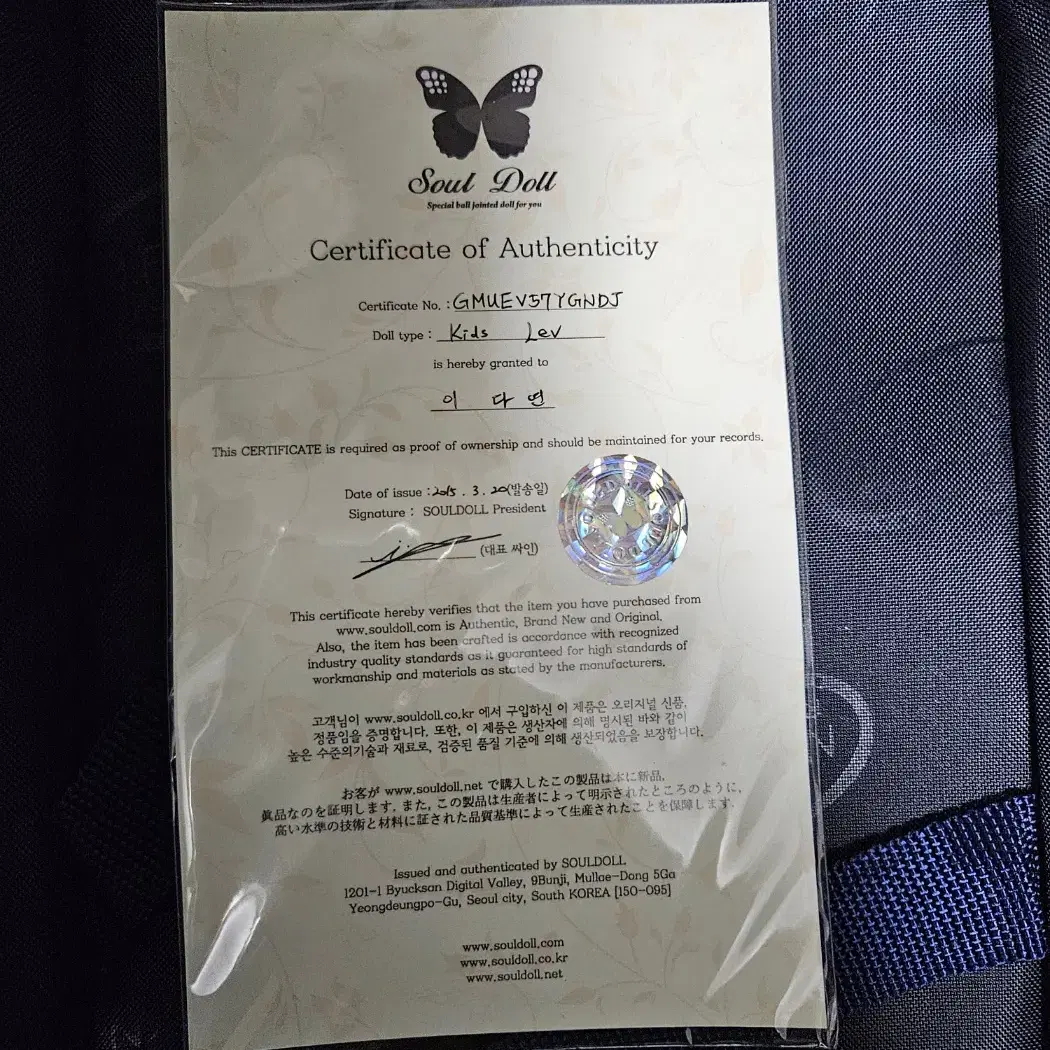 Soul Doll
Special ball jointed doll for you
Certificate of Authenticity
Certificate No. : GMUEV57YGNDJ
Doll type : Kids Lev
is hereby granted to
이 다연
This CERTIFICATE is required as proof of ownership and should be maintained for your records.
Date of issue : 2015 . 3 . 20(발송일)
Signature : SOULDOLL President
(대표 싸인)
This certificate hereby verifies that the item you have purchased from
www.souldoll.com is Authentic, Brand New and Original.
Also, the item has been crafted is accordance with recognized
industry quality standards as it guaranteed for high standards of
workmanship and materials as stated by the manufacturers.
고객님이 www.souldoll.co.kr 에서 구입하신 이 제품은 오리지널 신품,
정품임을 증명합니다. 또한, 이 제품은 생산자에 의해 명시된 바와 같이
높은 수준의기술과 재료로, 검증된 품질 기준에 의해 생산되었음을 보장합니다.
お客が www.souldoll.net で購入したこの製品は本に新品,
眞品なのを証明します. また, この製品は生産者によって明示されたところのように,
高い水準の技術と材料に証された品質基準によって生産されたことを保障します.
Issued and authenticated by SOULDOLL
1201-1 Byucksan Digital Valley, 9Bunji, Mullae-Dong 5Ga
Yeongdeungpo-Gu, Seoul city, South KOREA [150-095]
www.souldoll.com
www.souldoll.co.kr
www.souldoll.net